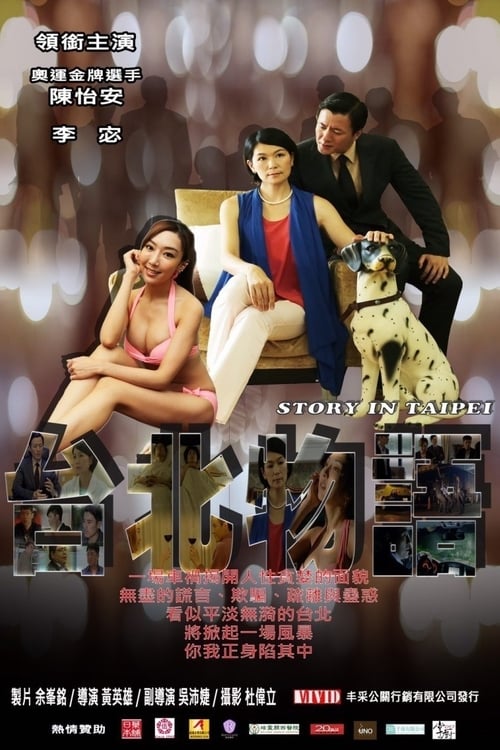 領銜主演
奧運金牌選手
陳怡安
李宓
STORY IN TAIPEI
台北物語
一場車禍揭開人性貪婪的面貌
無盡的謊言、欺騙、疏離與蠱惑
看似平淡無漪的台北
將掀起一場風暴
你我正身陷其中
製片 余峯銘/導演 黃英雄/副導演 吳沛婕/攝影 杜偉立
VIVID 丰采公關行銷有限公司發行
熱情贊助
UNO